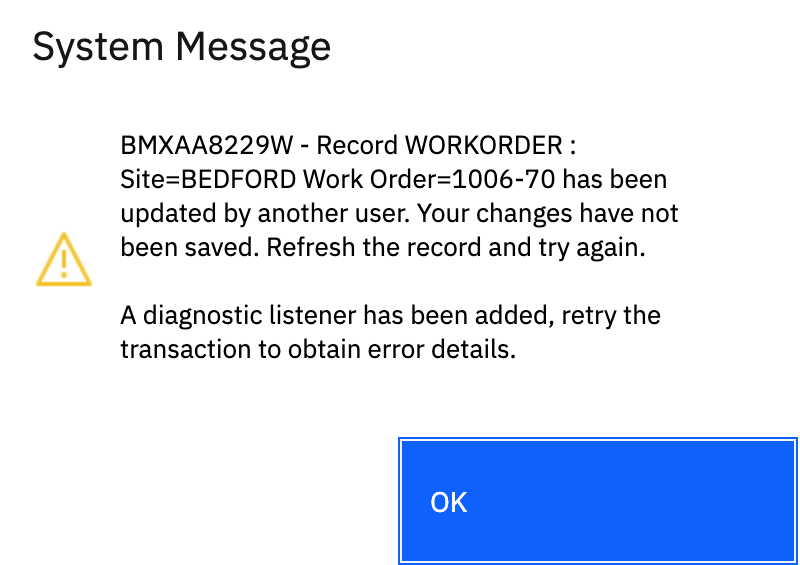 System Message
BMXAA8229W - Record WORKORDER :
Site=BEDFORD Work Order=1006-70 has been
updated by another user. Your changes have not
been saved. Refresh the record and try again.
A diagnostic listener has been added, retry the
transaction to obtain error details.
OK